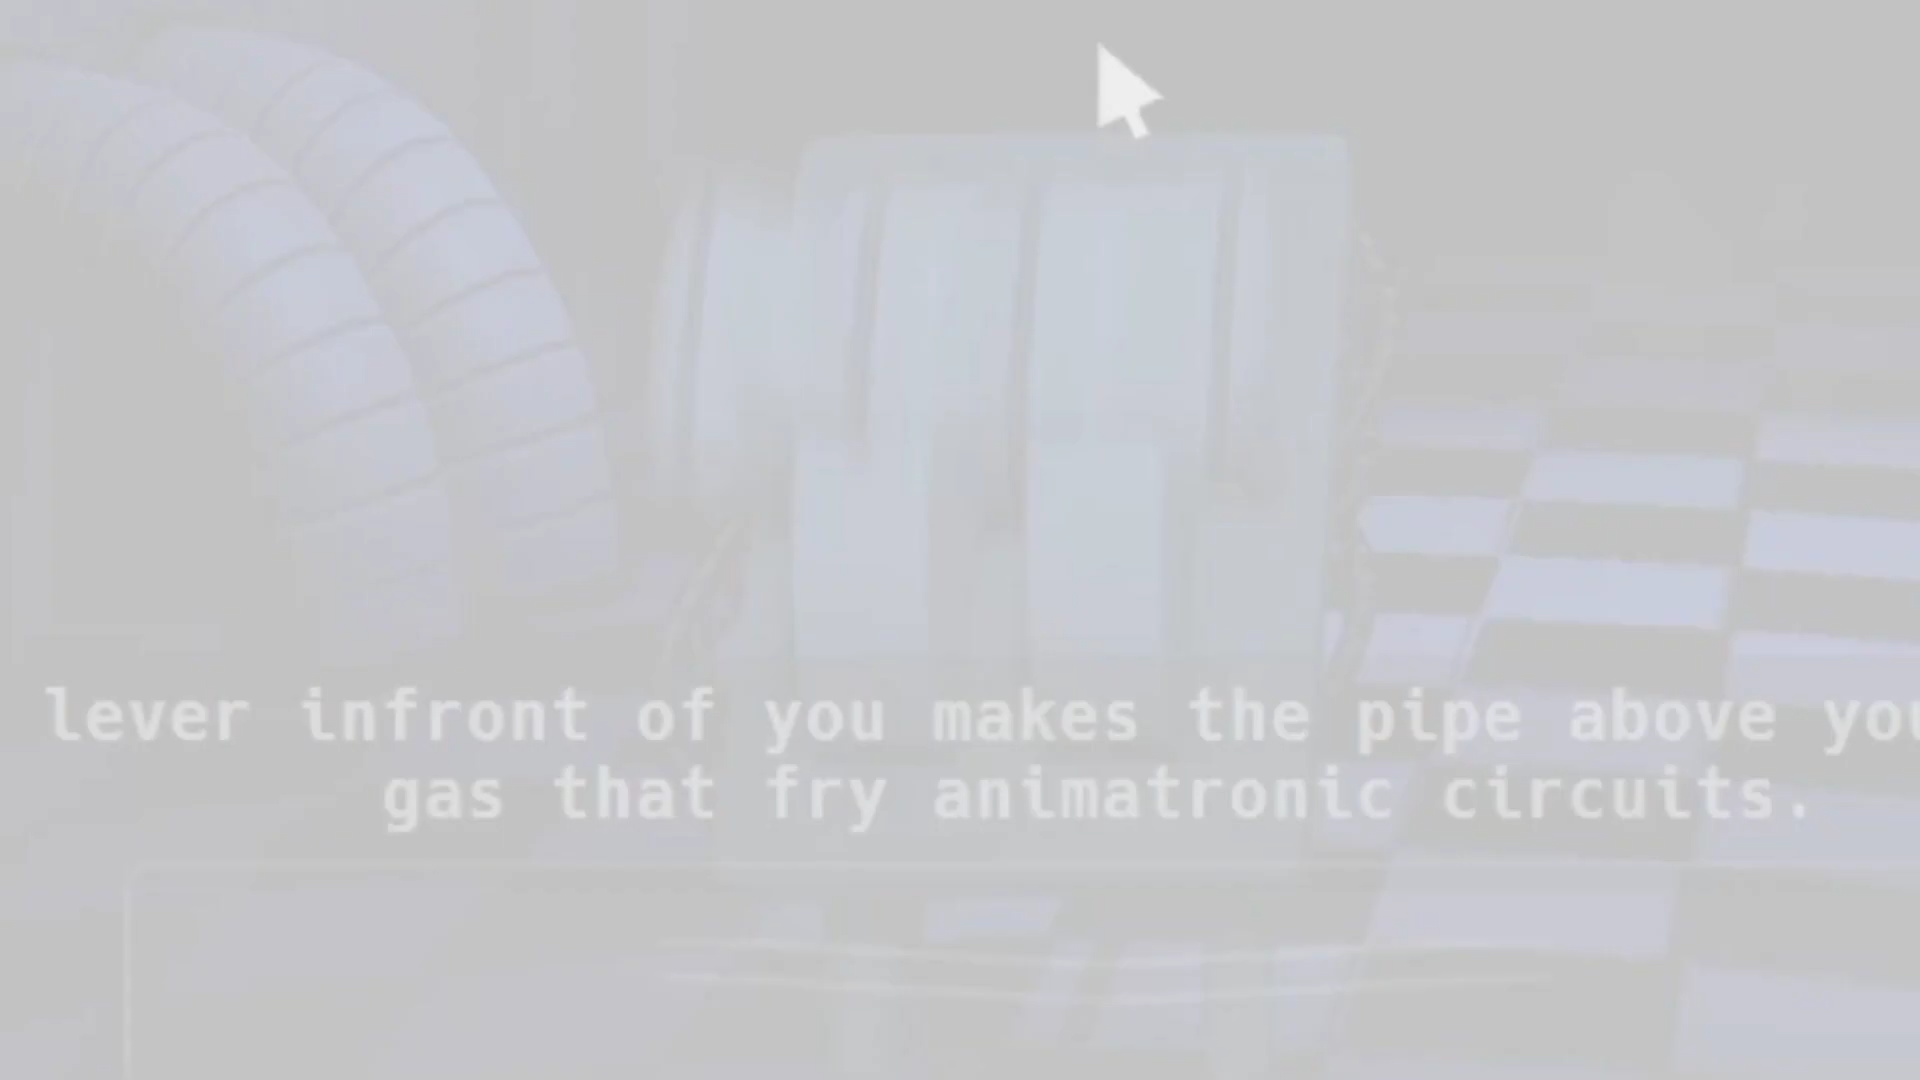 lever infront of you makes the pipe above you
gas that fry animatronic circuits.